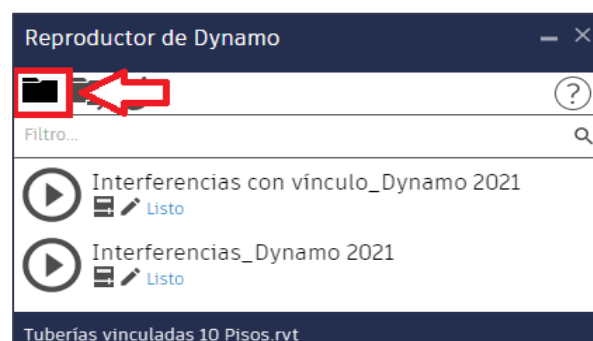 Reproductor de Dynamo
Filtro...
Interferencias con vínculo_Dynamo 2021
Listo
Interferencias_Dynamo 2021
Listo
Tuberías vinculadas 10 Pisos.rvt